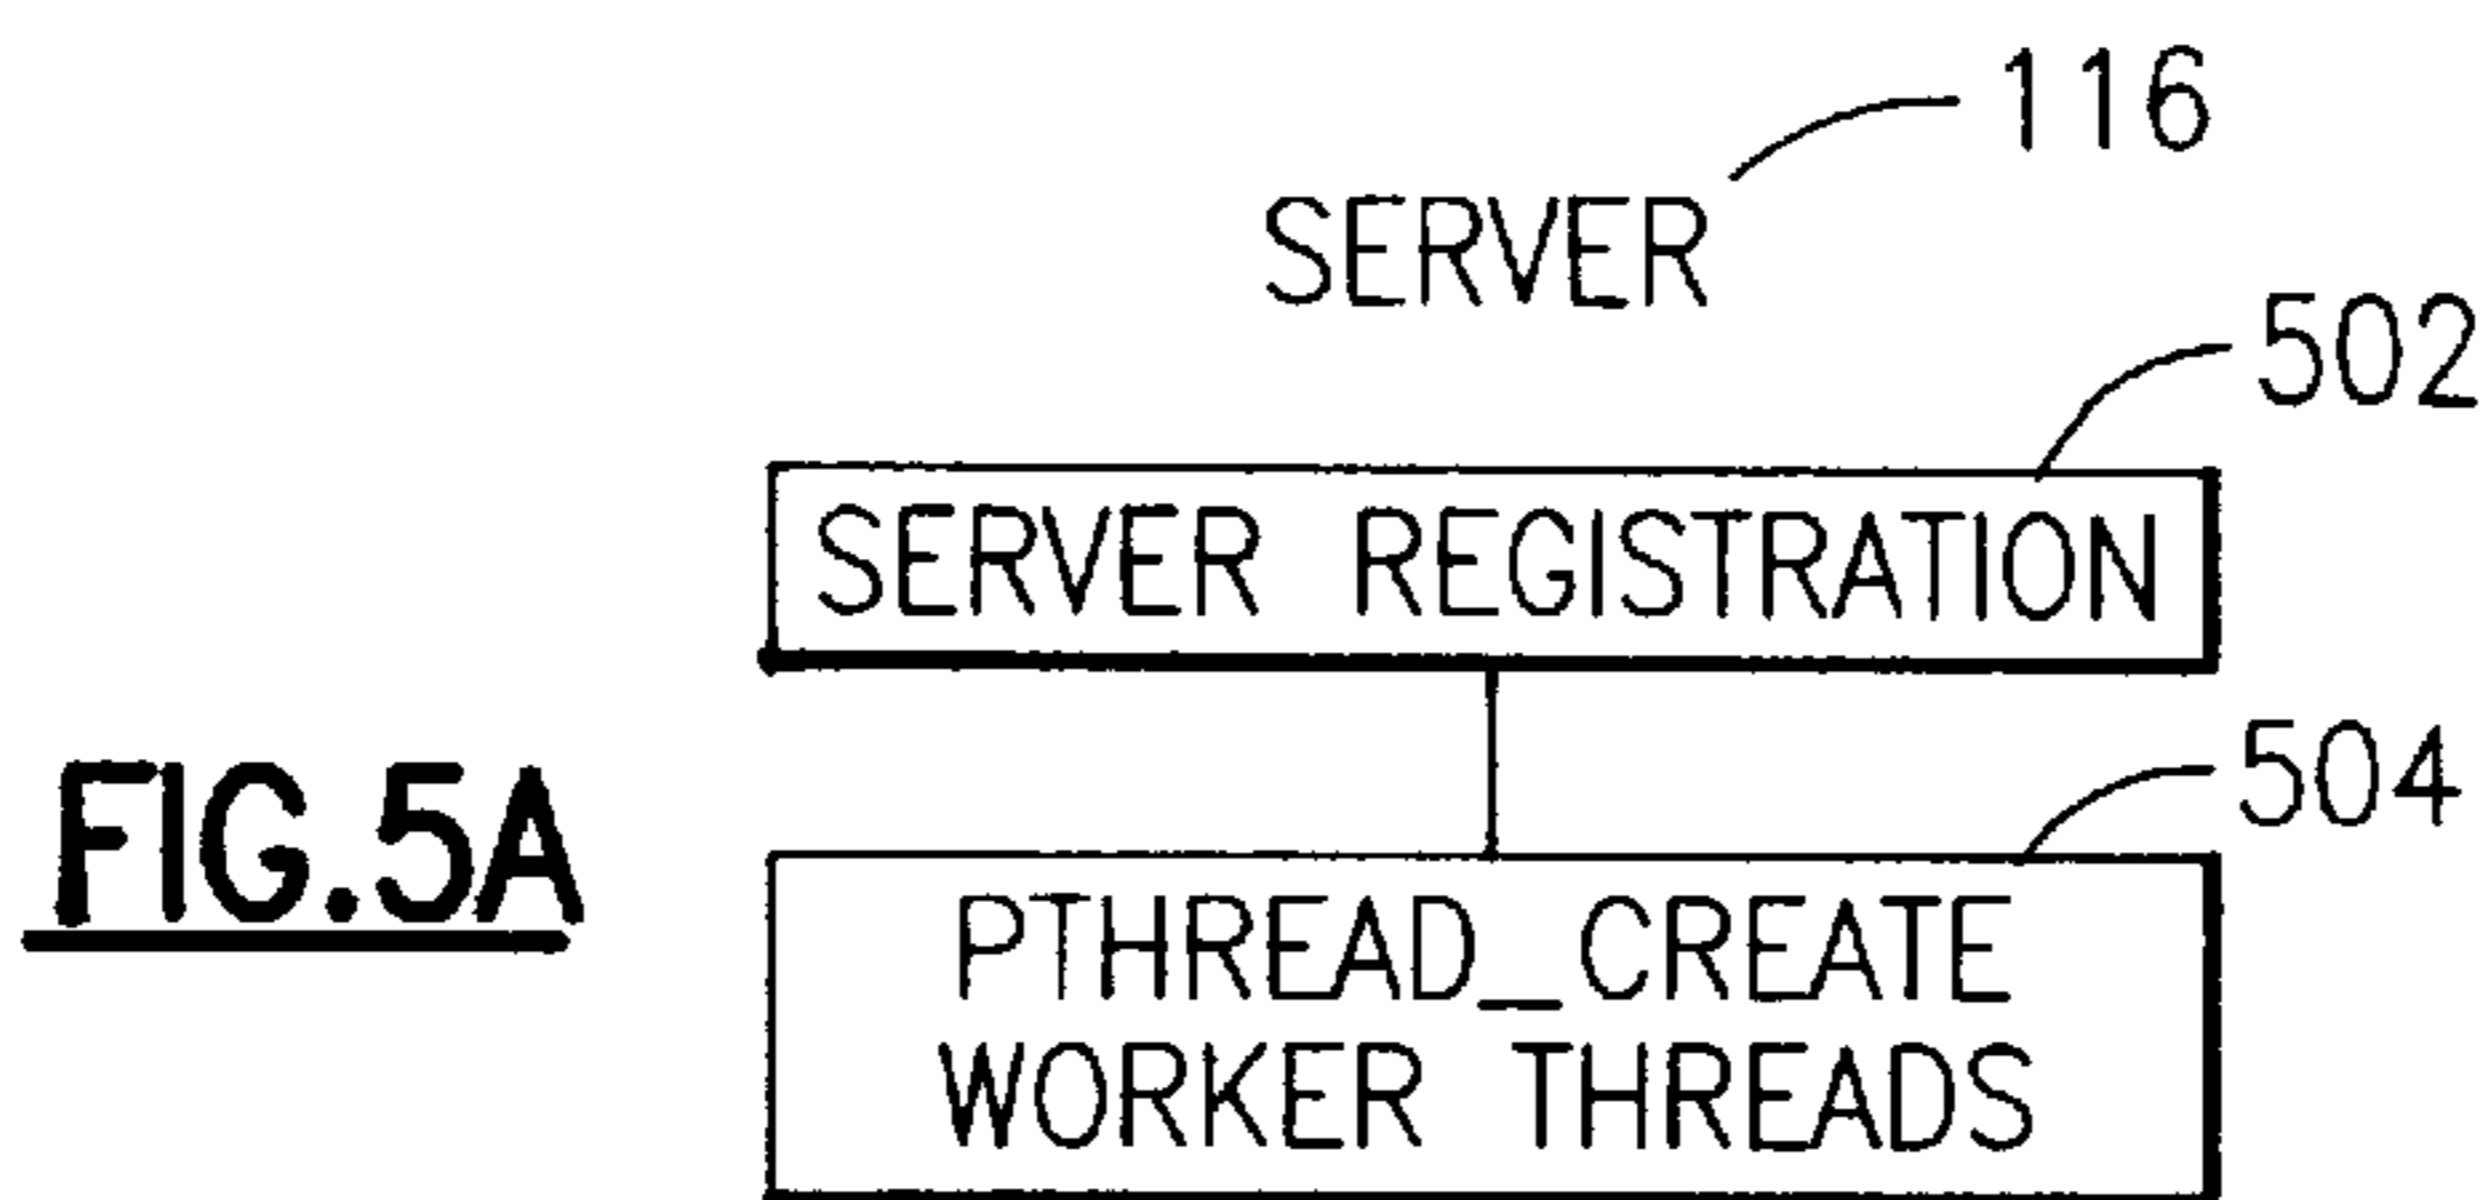 116
SERVER
502
SERVER REGISTRATION
504
FIG.5A
PTHREAD_CREATE
WORKER THREADS